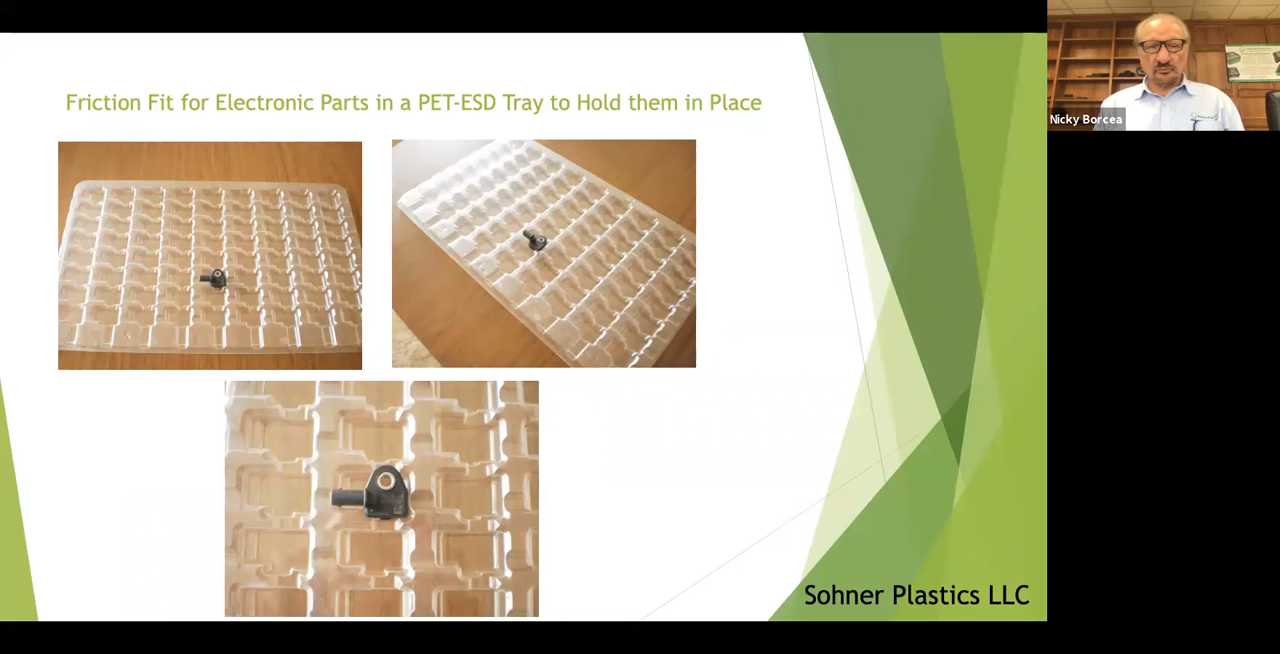 Friction Fit for Electronic Parts in a PET-ESD Tray to Hold them in Place
Nicky Borcea
Sohner Plastics LLC